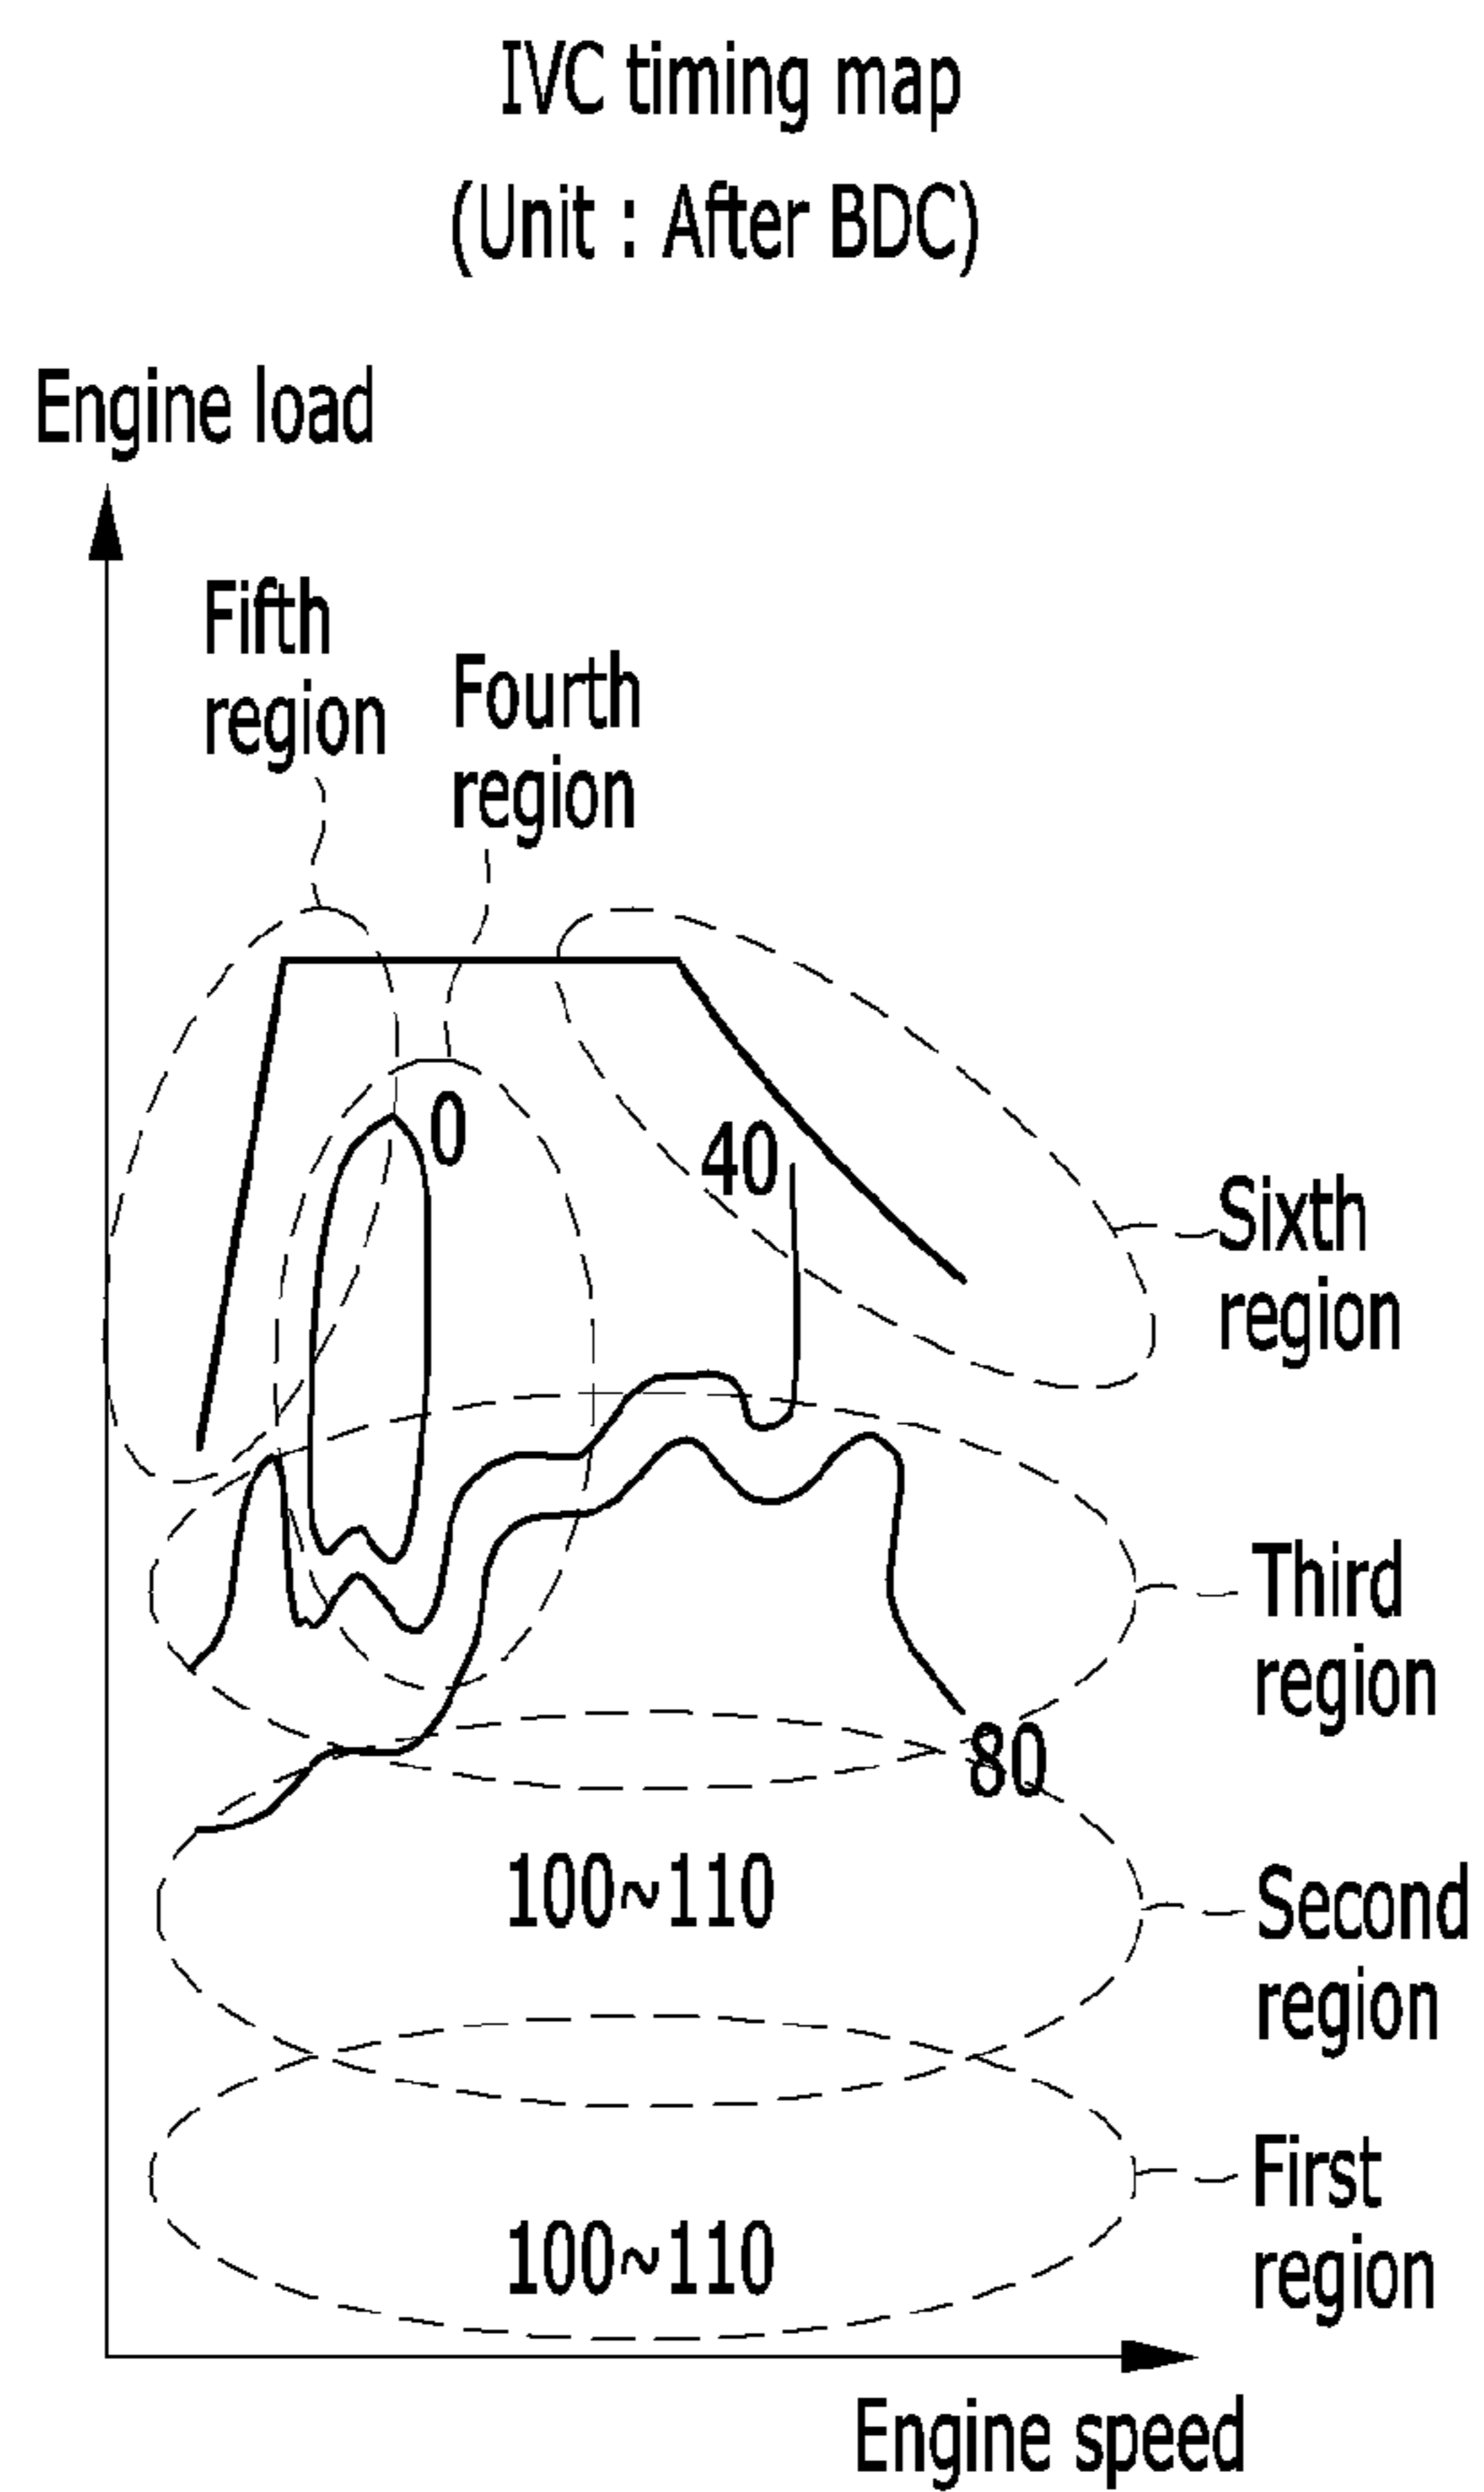 IVC timing map
(Unit : After BDC)
Engine load
Fifth
region
Fourth
region
0
40
Sixth
region
Third
region
80
100~110
Second
region
First
region
100~110
Engine speed